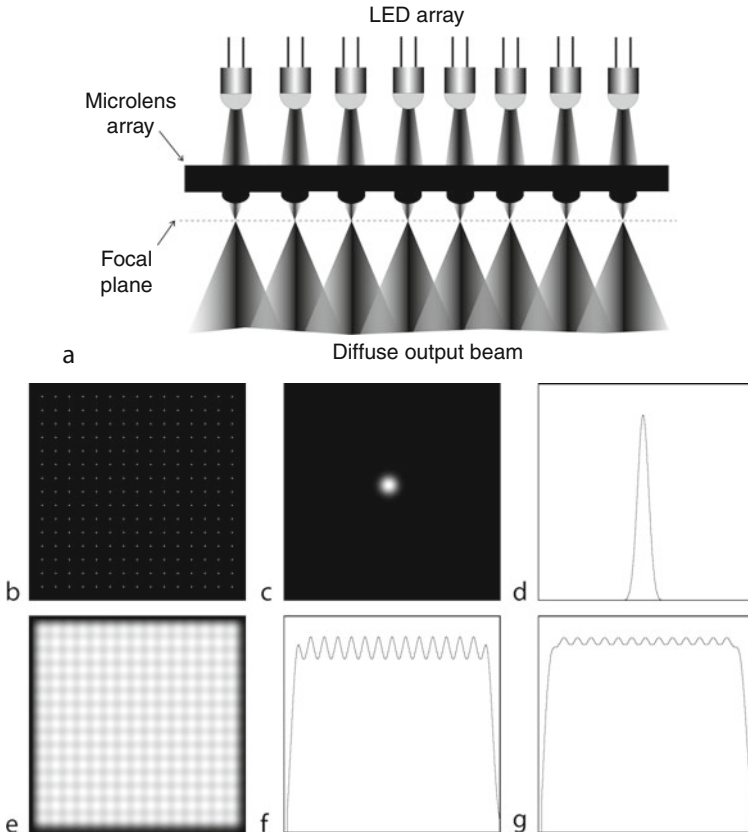 LED array
Microlens
array
Focal
plane
a
Diffuse output beam
b
c
d
e
f
g